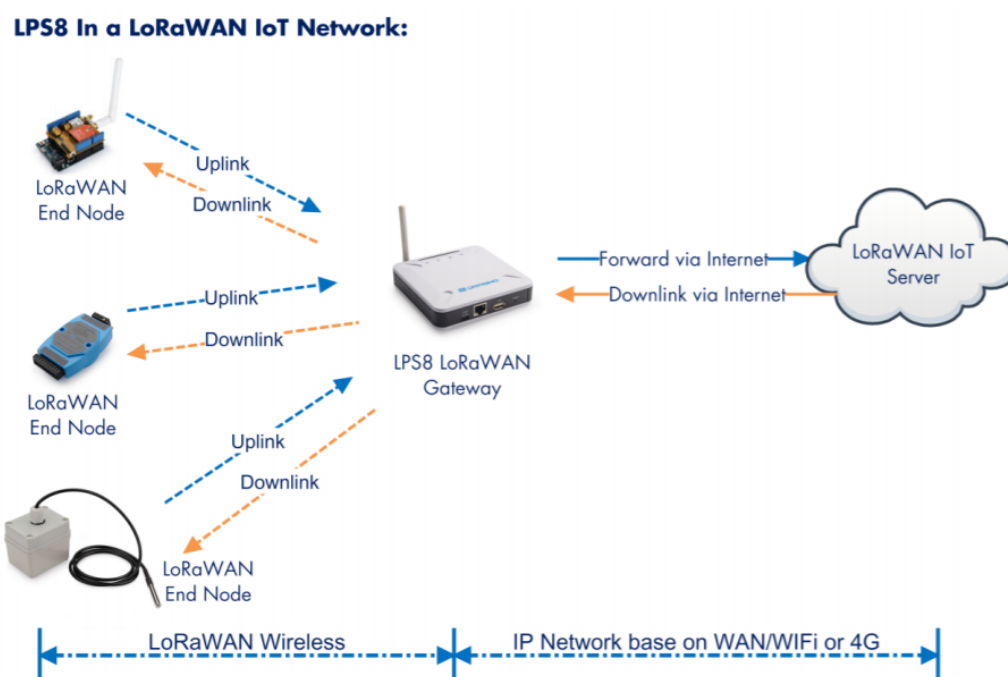 LPS8 In a LoRaWAN IoT Network:
LoRaWAN
End Node
Uplink
Downlink
LoRaWAN
End Node
Uplink
Downlink
LoRaWAN
End Node
Uplink
Downlink
LPS8 LoRaWAN
Gateway
Forward via Internet
Downlink via Internet
LoRaWAN IoT
Server
LoRaWAN Wireless
IP Network base on WAN/WIFi or 4G